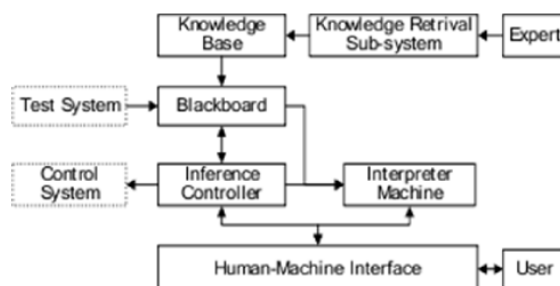 Knowledge
Base
Knowledge Retrival
Sub-system
Expert
Test System
Blackboard
Control
System
Inference
Controller
Interpreter
Machine
Human-Machine Interface
User